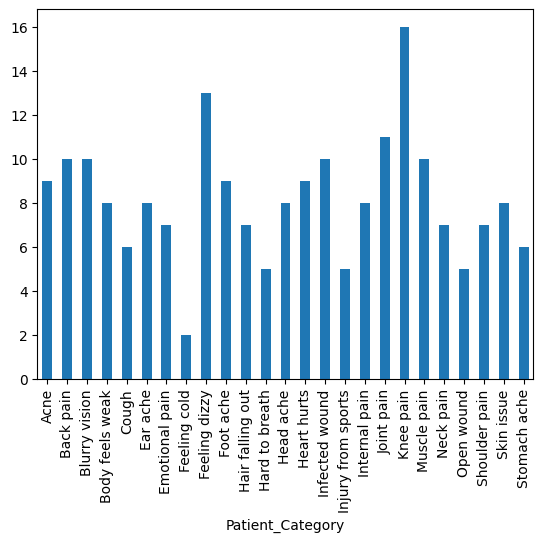 16
14
12
10
8
6
4
2
0
Acne
Back pain
Blurry vision
Body feels weak
Cough
Ear ache
Emotional pain
Feeling cold
Feeling dizzy
Foot ache
Hair falling out
Hard to breath
Head ache
Heart hurts
Infected wound
Injury from sports
Internal pain
Joint pain
Knee pain
Muscle pain
Neck pain
Open wound
Shoulder pain
Skin issue
Stomach ache
Patient_Category